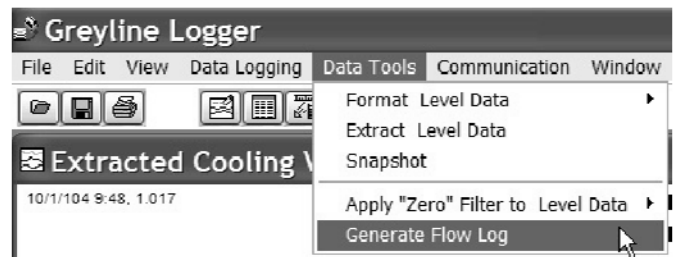 Greyline Logger
File Edit View Data Logging Data Tools Communication Window
Format Level Data
Extract Level Data
Snapshot
Apply "Zero" Filter to Level Data
Generate Flow Log
Extracted Cooling
10/1/104 9:48, 1.017